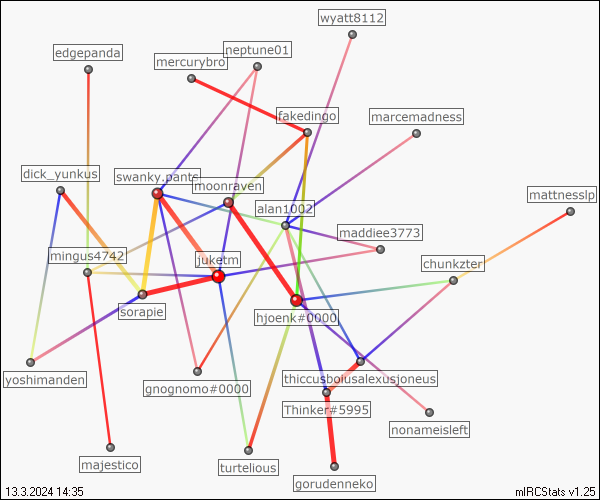 wyatt8112
edgepanda
neptune01
mercurybro
fakedingo
marcemadness
dick_yunkus
swanky.pants
moonraven
mattnesslp
alan1002
maddiee3773
mingus4742
juketm
chunkzter
sorapie
hjoenk#0000
yoshimanden
gnognomo#0000
thiccusboiusalexusjoneus
Thinker#5995
nonameisleft
majestico
turtelious
gorudenneko
13.3.2024 14:35
mIRCStats v1.25